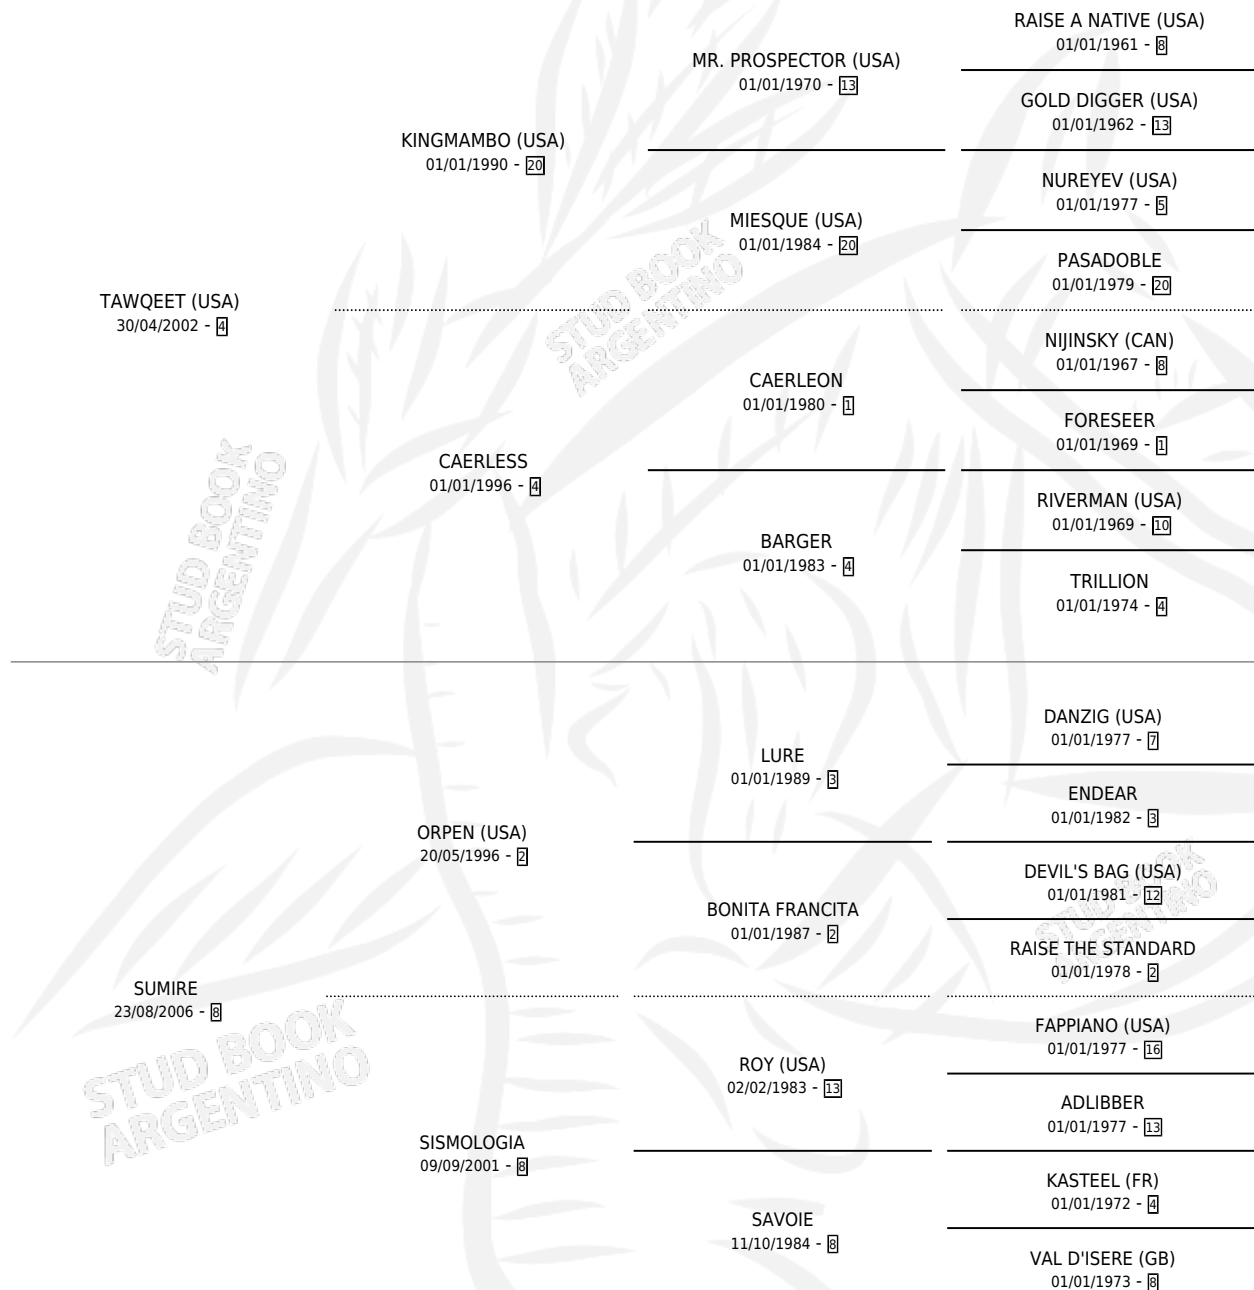 RAISE A NATIVE (USA)
01/01/1961 - 8
MR. PROSPECTOR (USA)
01/01/1970 - 13
GOLD DIGGER (USA)
01/01/1962 - 13
KINGMAMBO (USA)
01/01/1990 - 20
NUREYEV (USA)
01/01/1977 - 5
MIESQUE (USA)
01/01/1984 - 20
PASADOBLE
01/01/1979 - 20
TAWQEET (USA)
30/04/2002 - 4
NIJINSKY (CAN)
01/01/1967 - 8
CAERLEON
01/01/1980 - 1
FORESEER
01/01/1969 - 1
CAERLESS
01/01/1996 - 4
RIVERMAN (USA)
01/01/1969 - 10
BARGER
01/01/1983 - 4
TRILLION
01/01/1974 - 4
DANZIG (USA)
01/01/1977 - 7
LURE
01/01/1989 - 3
ENDEAR
01/01/1982 - 3
ORPEN (USA)
20/05/1996 - 2
DEVIL'S BAG (USA)
01/01/1981 - 12
BONITA FRANCITA
01/01/1987 - 2
RAISE THE STANDARD
01/01/1978 - 2
SUMIRE
23/08/2006 - 8
FAPPIANO (USA)
01/01/1977 - 16
ROY (USA)
02/02/1983 - 13
ADLIBBER
01/01/1977 - 13
SISMOLOGIA
09/09/2001 - 8
KASTEEL (FR)
01/01/1972 - 4
SAVOIE
11/10/1984 - 8
VAL D'ISERE (GB)
01/01/1973 - 8
STUD BOOK
ARGENTINO
STUD BOOK
ARGENTINO
STUD BOOK
ARGENTINO
STUD BOOK
ARGENTINO